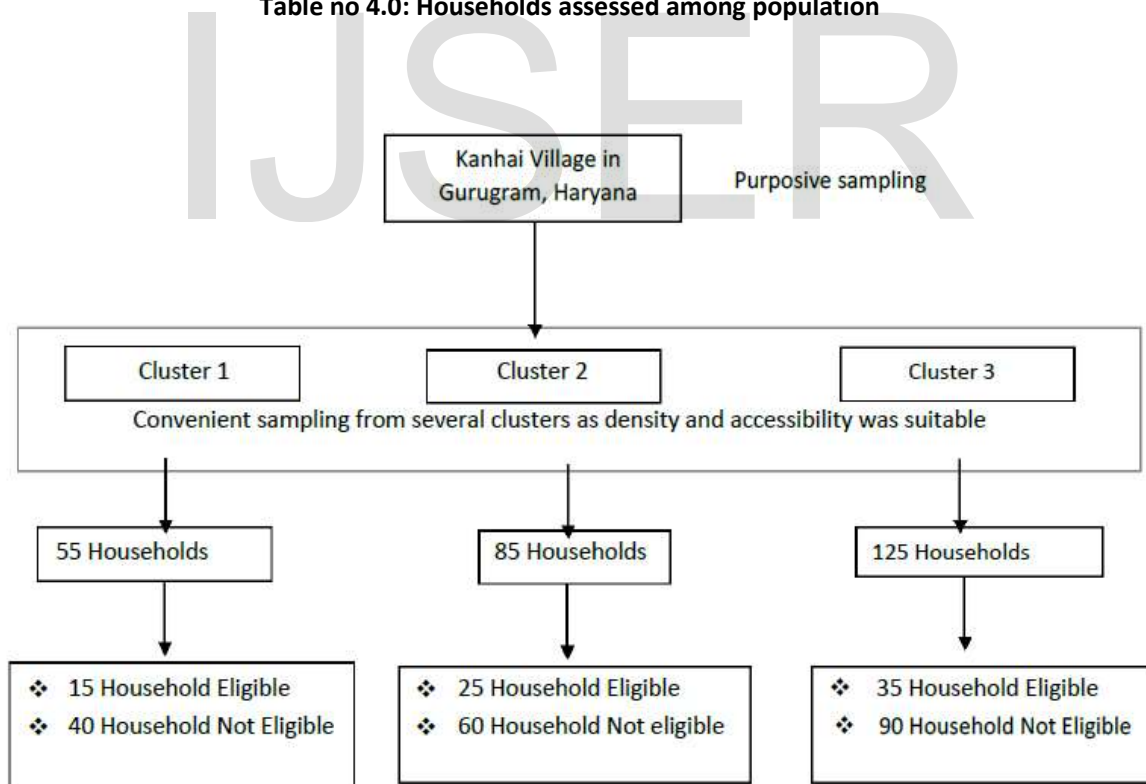 Table no 4.0: Households assessed among population
IJSER
Kanhai Village in
Gurugram, Haryana
Purposive sampling
Cluster 1
Cluster 2
Cluster 3
Convenient sampling from several clusters as density and accessibility was suitable
55 Households
85 Households
125 Households
❖ 15 Household Eligible
❖ 40 Household Not Eligible
❖ 25 Household Eligible
❖ 60 Household Not eligible
❖ 35 Household Eligible
❖ 90 Household Not Eligible